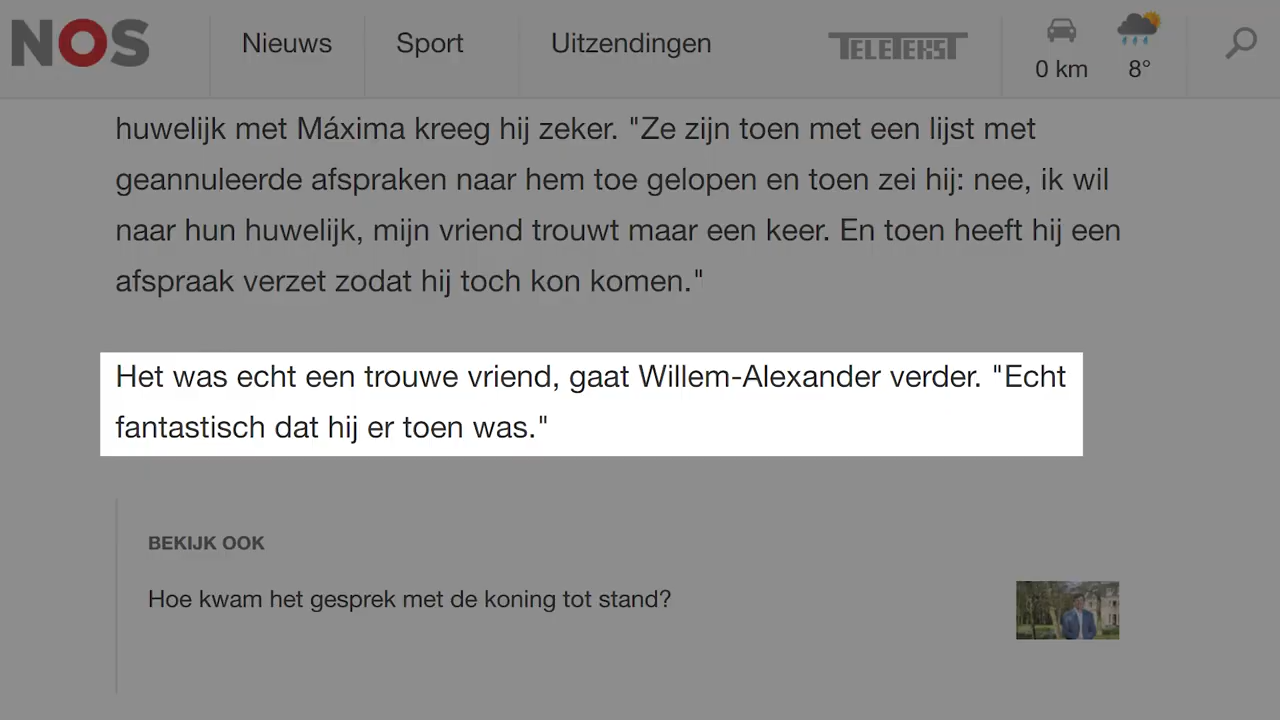 NOS
Nieuws
Sport
Uitzendingen
TELETEKST
0 km
8°
huwelijk met Máxima kreeg hij zeker. "Ze zijn toen met een lijst met
geannuleerde afspraken naar hem toe gelopen en toen zei hij: nee, ik wil
naar hun huwelijk, mijn vriend trouwt maar een keer. En toen heeft hij een
afspraak verzet zodat hij toch kon komen."
Het was echt een trouwe vriend, gaat Willem-Alexander verder. "Echt
fantastisch dat hij er toen was."
BEKIJK OOK
Hoe kwam het gesprek met de koning tot stand?